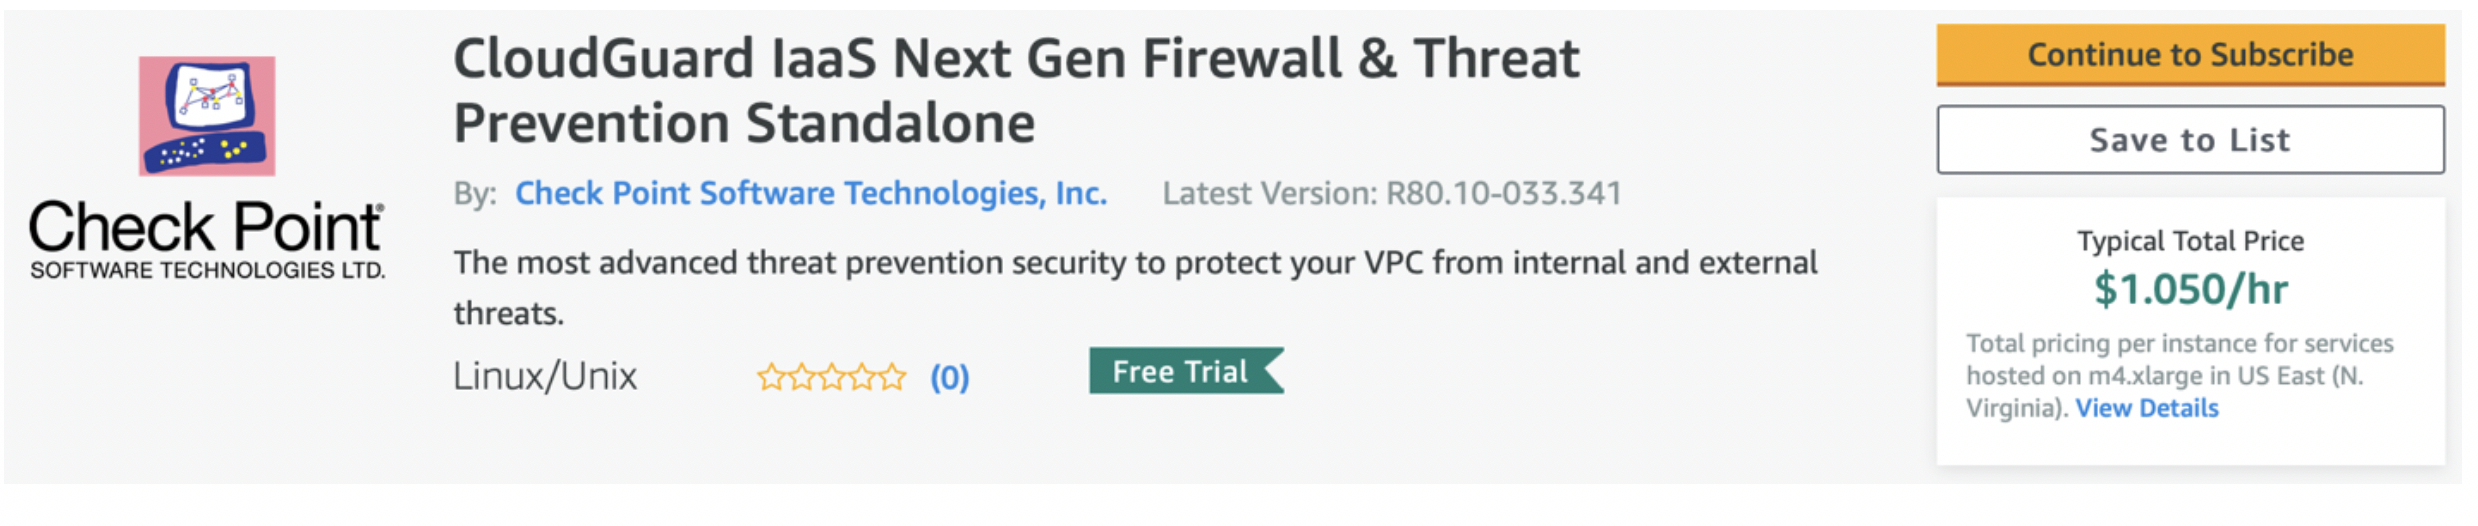 CloudGuard IaaS Next Gen Firewall & Threat
Prevention Standalone
By: Check Point Software Technologies, Inc. Latest Version: R80.10-033.341
The most advanced threat prevention security to protect your VPC from internal and external
threats.
Linux/Unix (0) Free Trial
Check Point®
SOFTWARE TECHNOLOGIES LTD.
Continue to Subscribe
Save to List
Typical Total Price
$1.050/hr
Total pricing per instance for services
hosted on m4.xlarge in US East (N.
Virginia). View Details